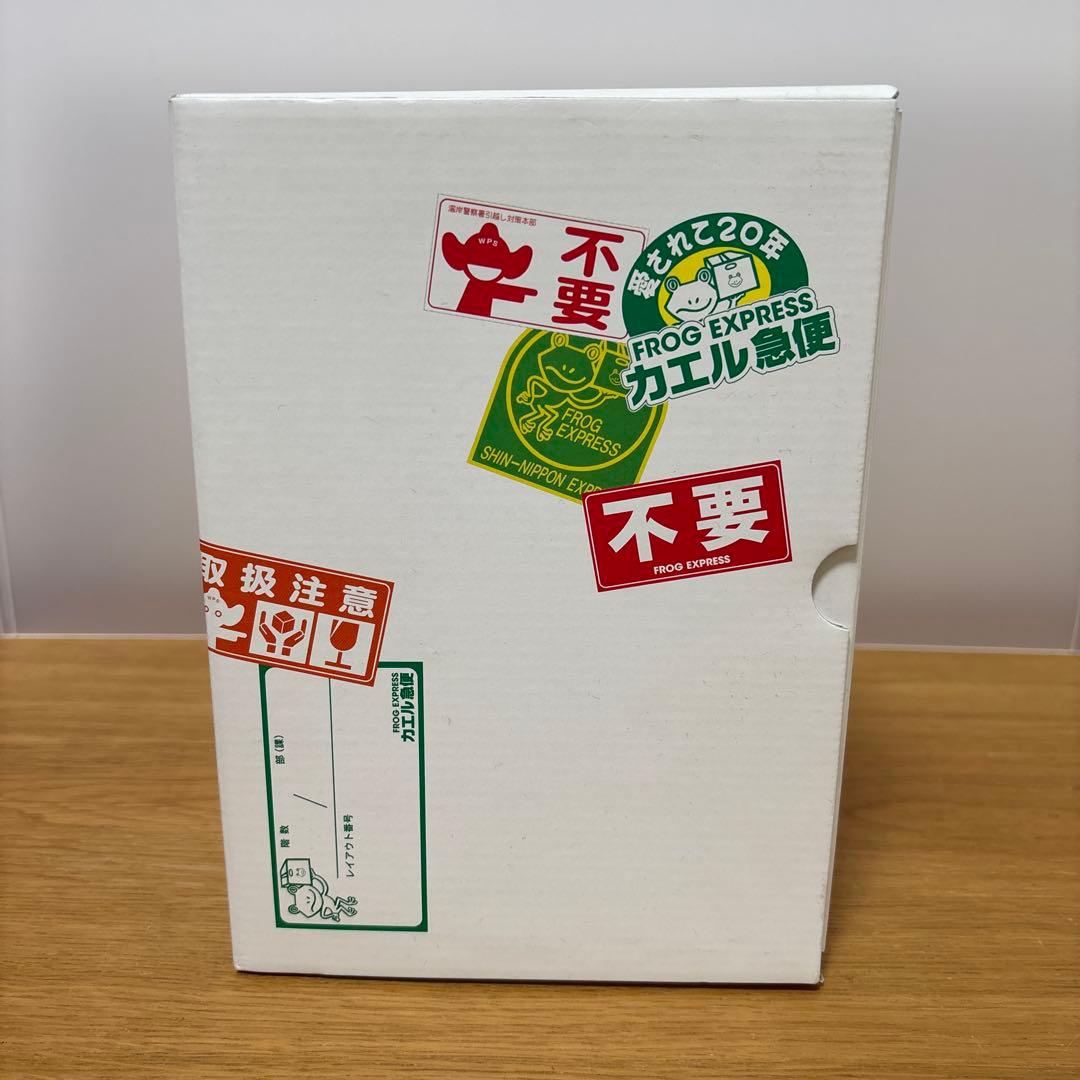 湾岸警察署引越し対策本部
WPS
不要
愛されて20年
FROG EXPRESS
カエル急便
FROG
EXPRESS
SHIN-NIPPON EXPR
不要
FROG EXPRESS
取扱注意
WPS
FROG EXPRESS
カエル急便
部(課)
階数
/
レイアウト番号